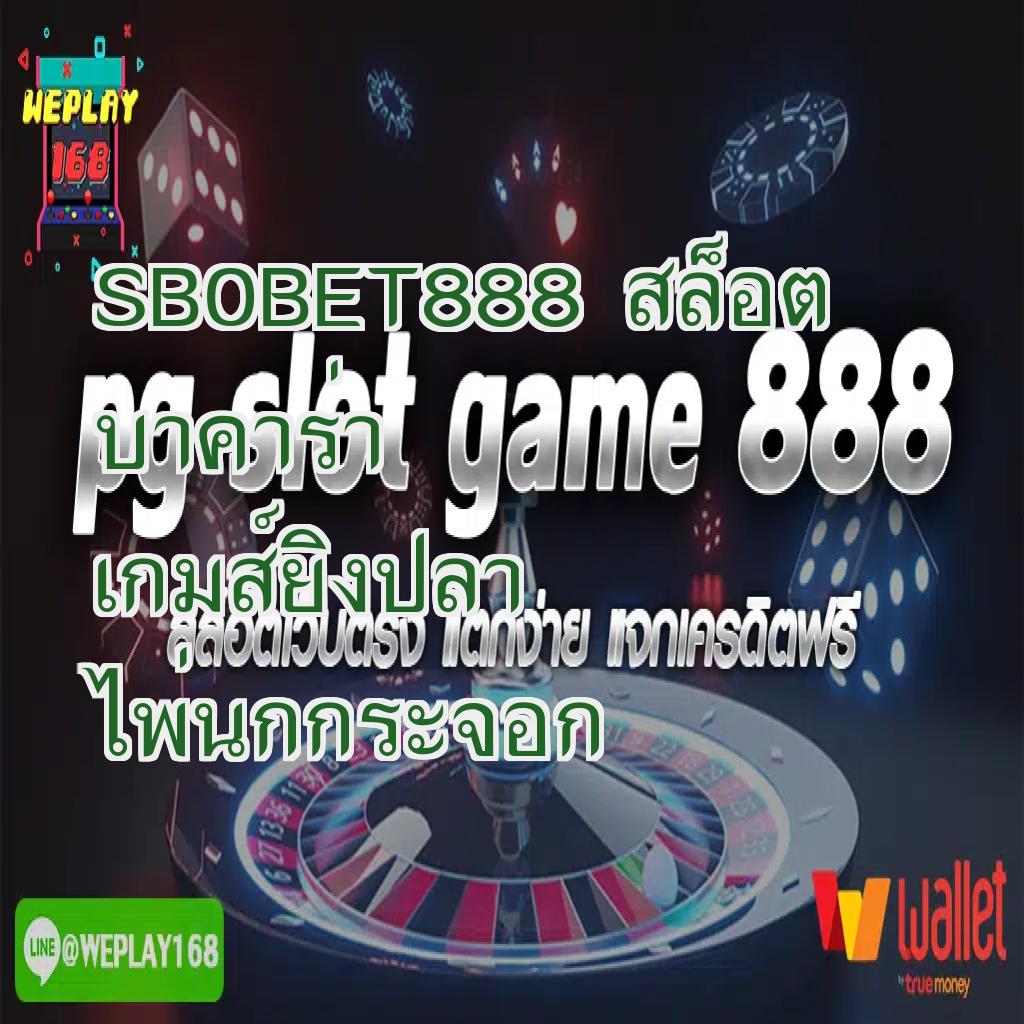 WEPLAY
168
SBOBET888 สล็อต
pg slot game 888
บาคาร่า
เกมส์ยิงปลา
สล็อตเว็บตรง แตกง่าย แจกเครดิตฟรี
ไพ่นกกระจอก
LINE @WEPLAY168
wallet
by truemoney